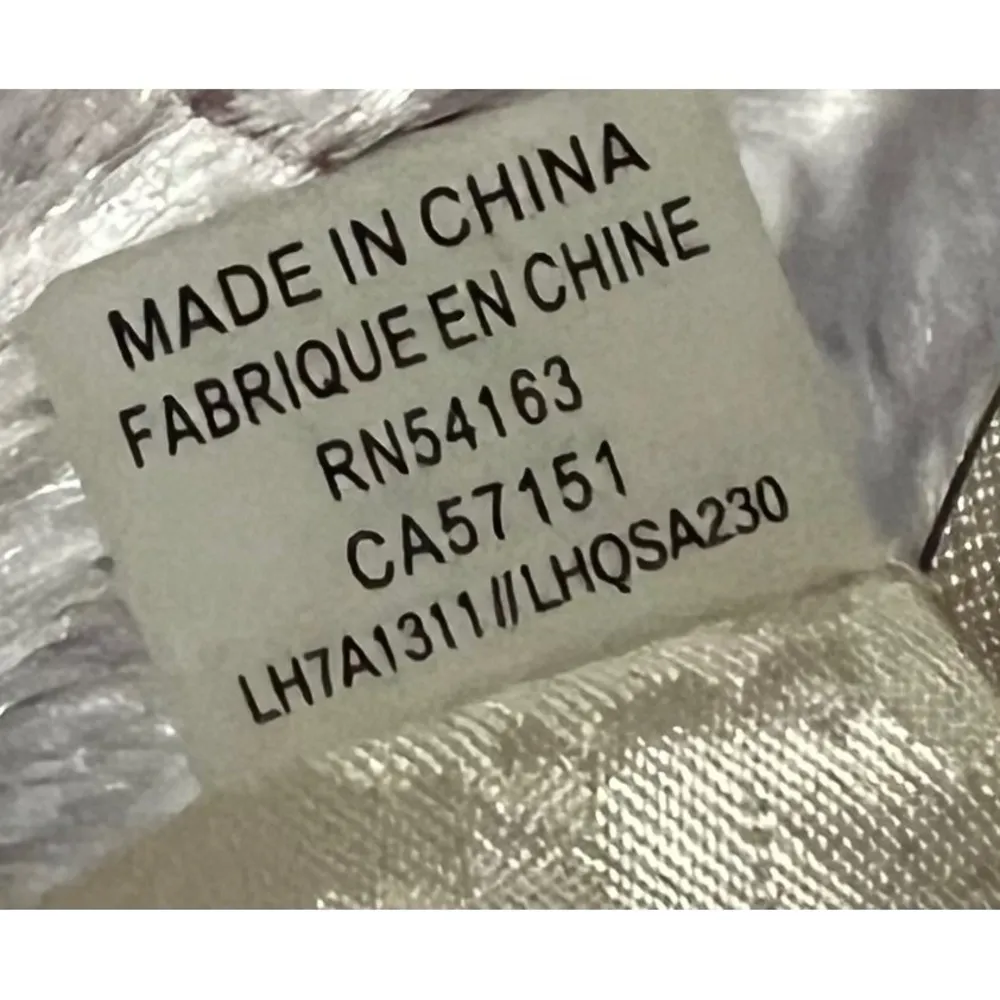 MADE IN CHINA
FABRIQUE EN CHINE
RN54163
CA57151
LH7A1311//LHQSA230